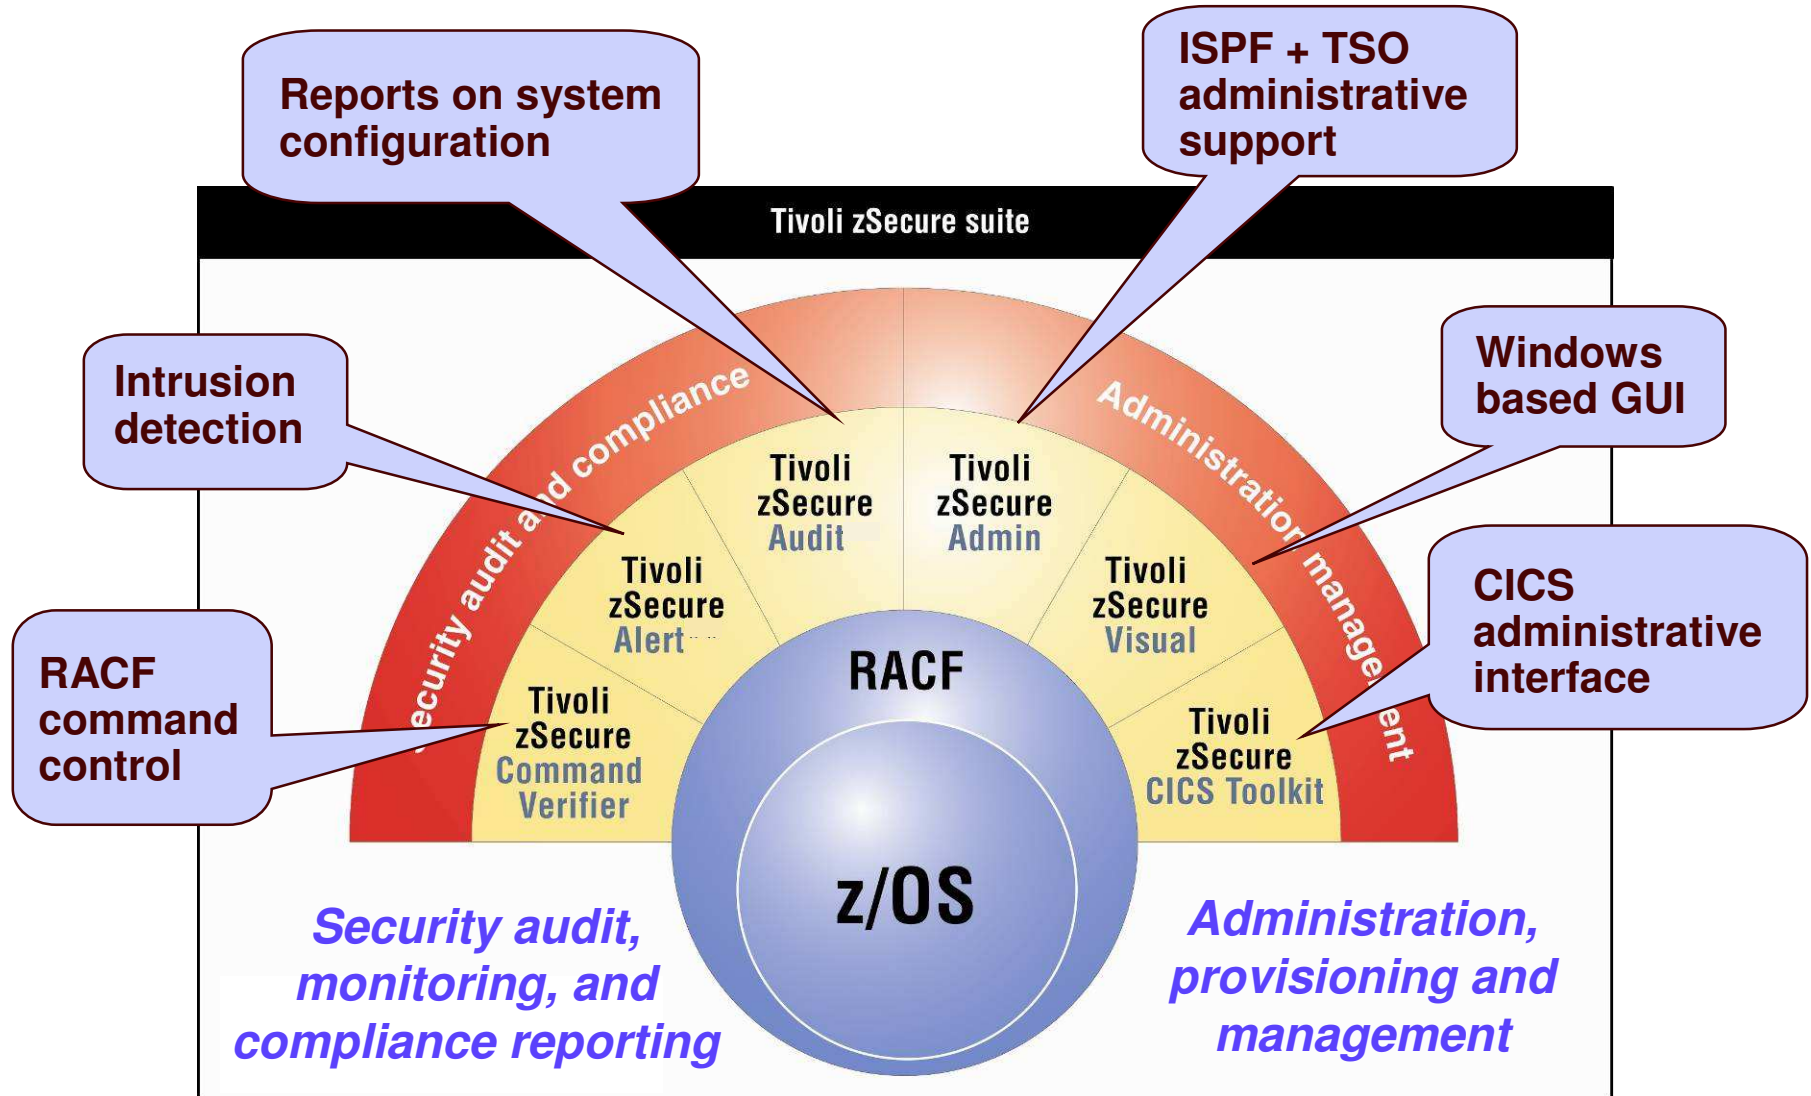 Reports on system
configuration
ISPF + TSO
administrative
support
Tivoli zSecure suite
Intrusion
detection
Windows
based GUI
Security audit and compliance
Administration management
Tivoli
zSecure
Audit
Tivoli
zSecure
Admin
Tivoli
zSecure
Alert
Tivoli
zSecure
Visual
CICS
administrative
interface
RACF
command
control
RACF
Tivoli
zSecure
Command
Verifier
Tivoli
zSecure
CICS Toolkit
z/OS
Security audit,
monitoring, and
compliance reporting
Administration,
provisioning and
management